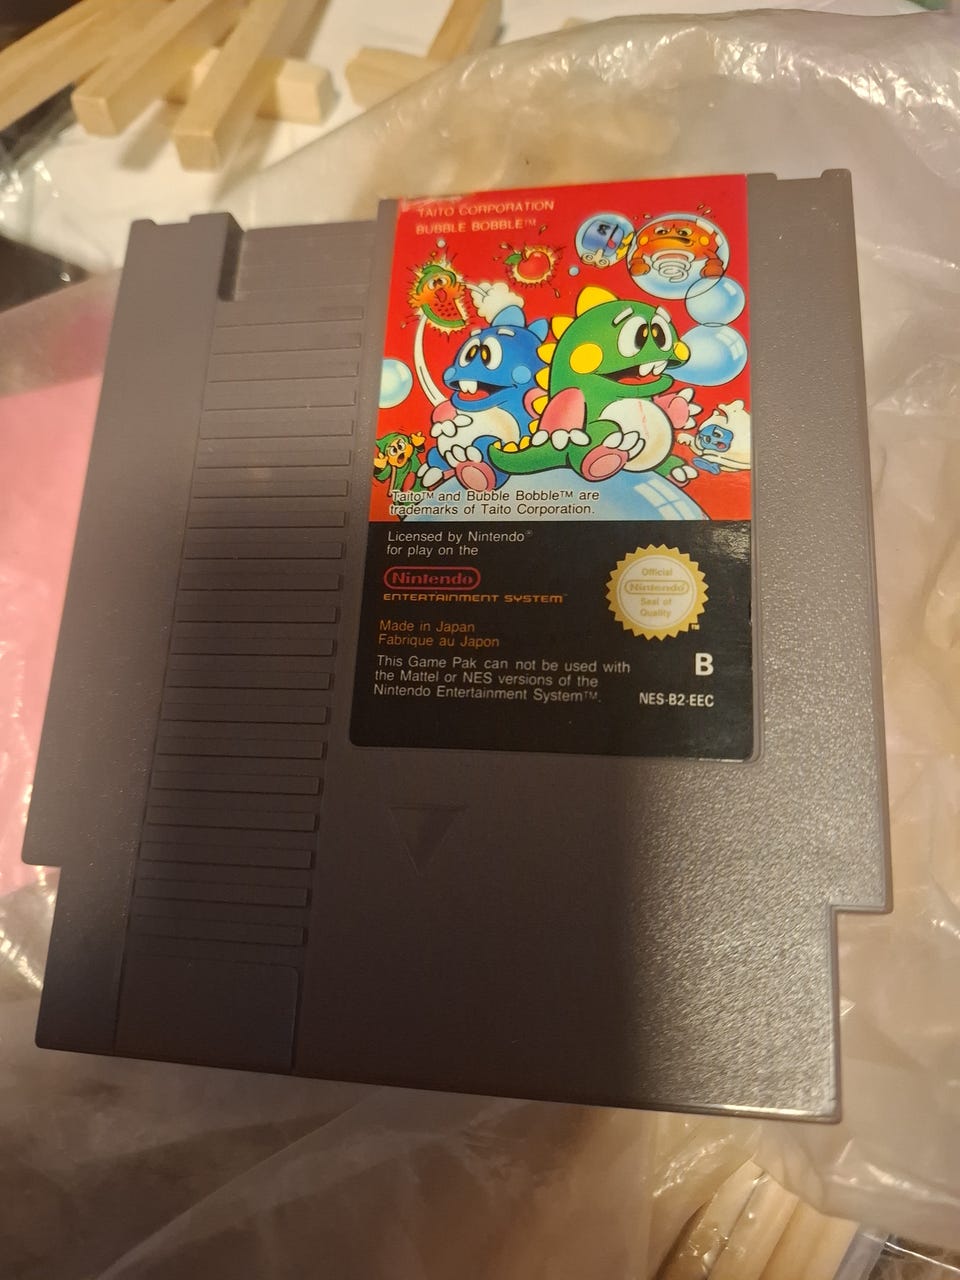 TAITO CORPORATION
BUBBLE BOBBLE™
Taito™ and Bubble Bobble™ are
trademarks of Taito Corporation.
Licensed by Nintendo®
for play on the
Nintendo
ENTERTAINMENT SYSTEM™
Official
Nintendo
Seal of
Quality
TM
Made in Japan
Fabrique au Japon
This Game Pak can not be used with
the Mattel or NES versions of the
Nintendo Entertainment System™.
B
NES-B2-EEC